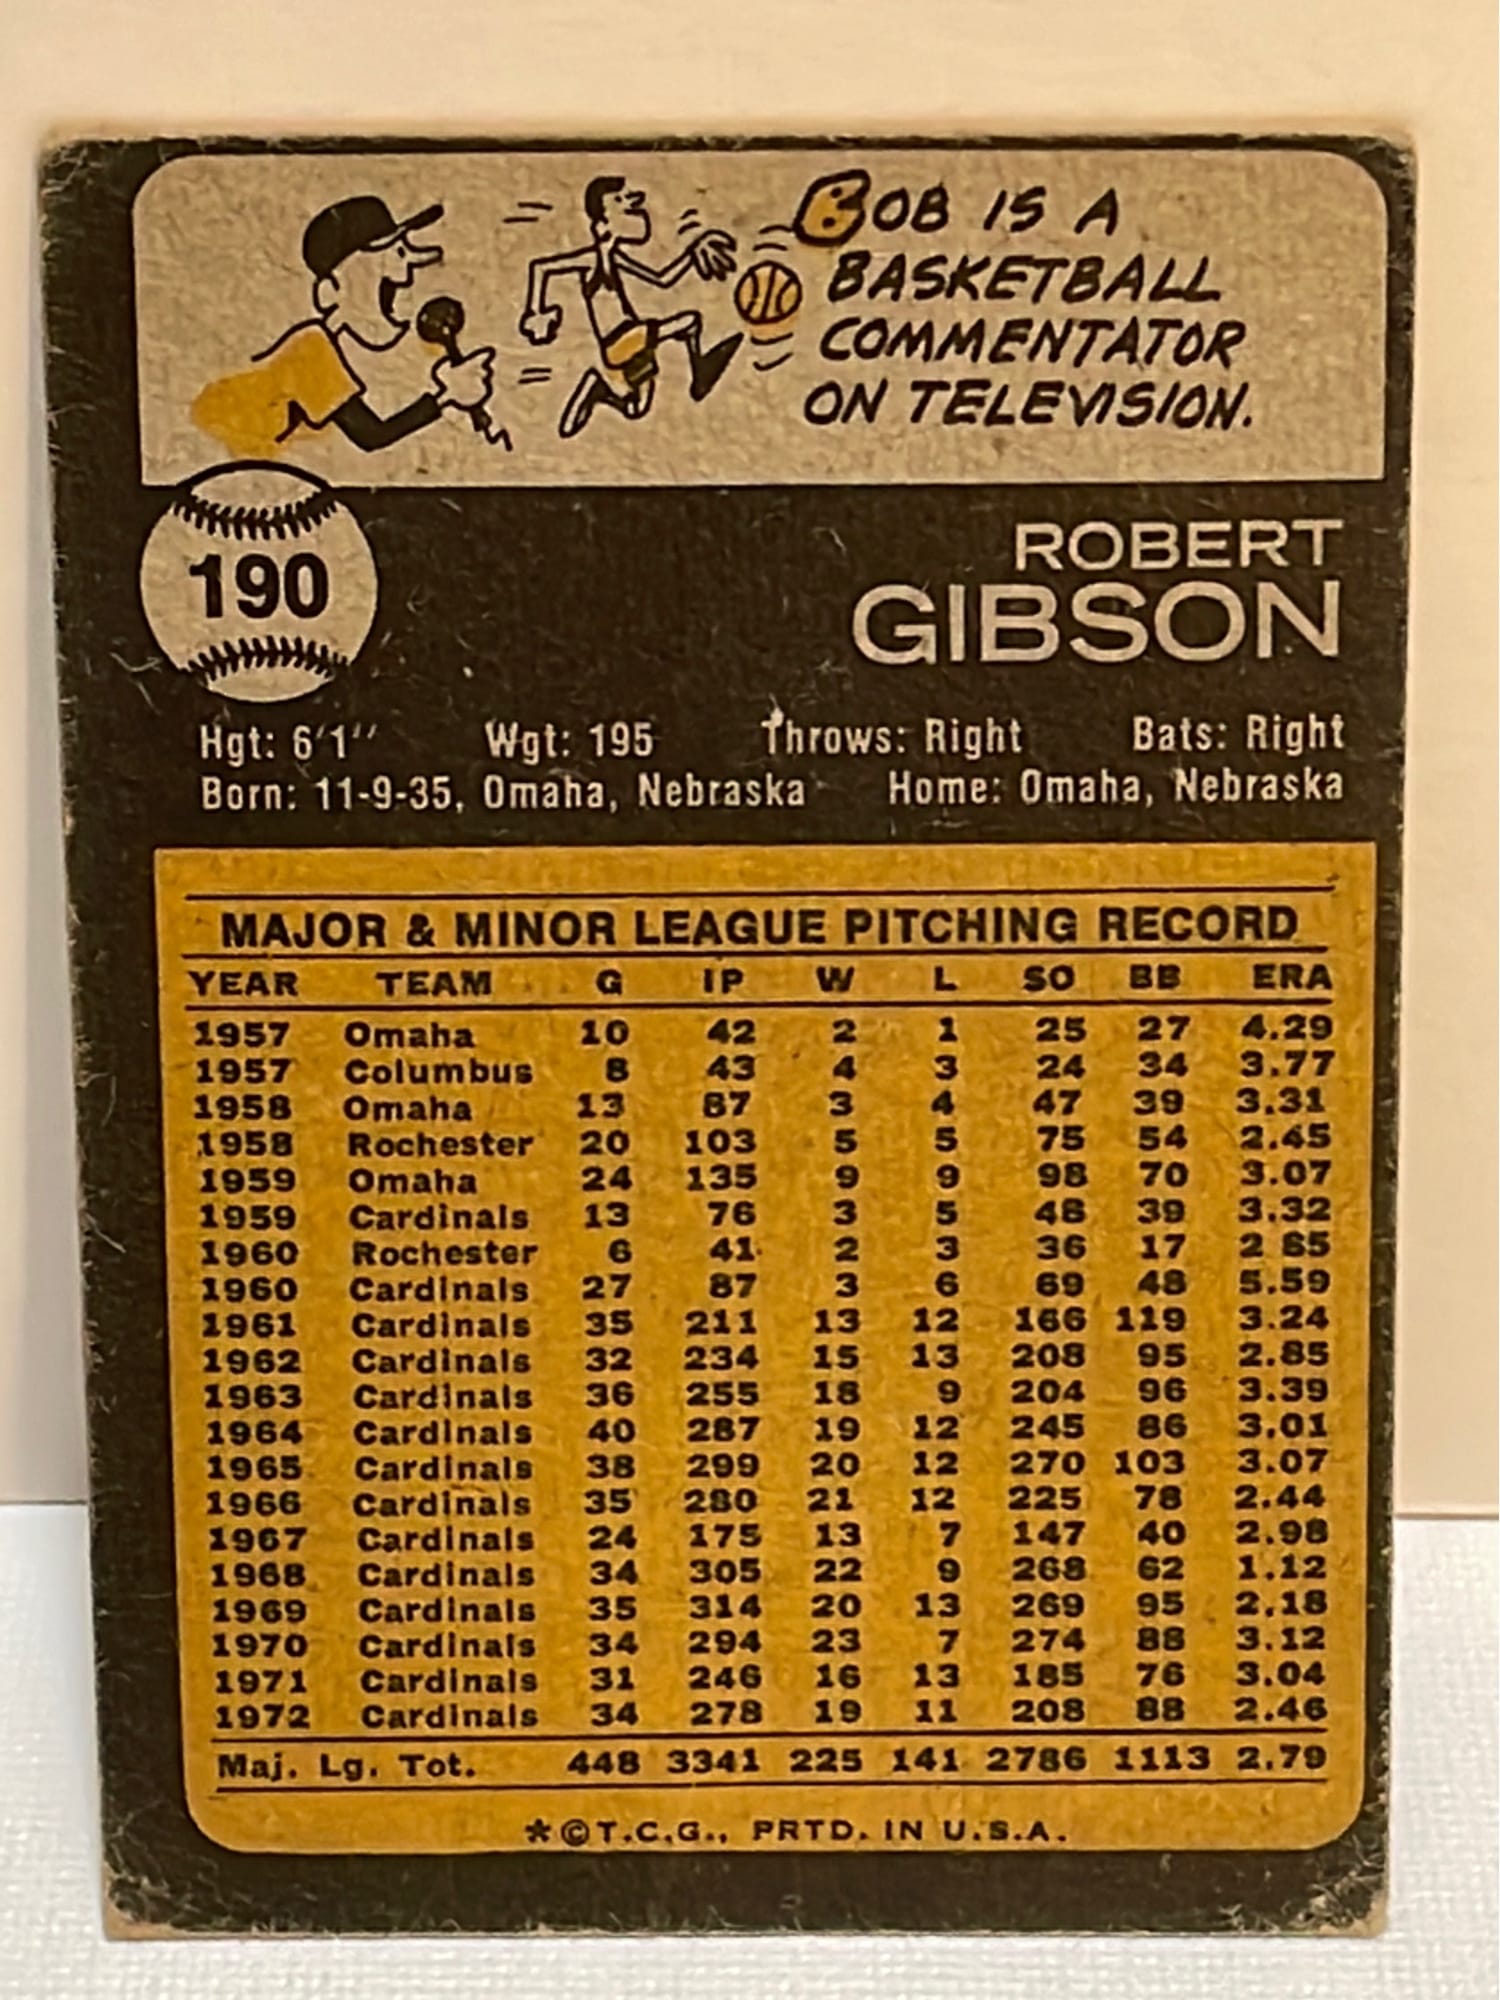 BOB IS A
BASKETBALL
COMMENTATOR
ON TELEVISION.
190
ROBERT
GIBSON
Hgt: 6'1" Wgt: 195 Throws: Right Bats: Right
Born: 11-9-35, Omaha, Nebraska Home: Omaha, Nebraska
MAJOR & MINOR LEAGUE PITCHING RECORD
YEAR TEAM G IP W L SO BB ERA
1957 Omaha 10 42 2 1 25 27 4.29
1957 Columbus 8 43 4 3 24 34 3.77
1958 Omaha 13 87 3 4 47 39 3.31
1958 Rochester 20 103 5 5 75 54 2.45
1959 Omaha 24 135 9 9 98 70 3.07
1959 Cardinals 13 76 3 5 48 39 3.32
1960 Rochester 6 41 2 3 36 17 2 85
1960 Cardinals 27 87 3 6 69 48 5.59
1961 Cardinals 35 211 13 12 166 119 3.24
1962 Cardinals 32 234 15 13 208 95 2.85
1963 Cardinals 36 255 18 9 204 96 3.39
1964 Cardinals 40 287 19 12 245 86 3.01
1965 Cardinals 38 299 20 12 270 103 3.07
1966 Cardinals 35 280 21 12 225 78 2.44
1967 Cardinals 24 175 13 7 147 40 2.98
1968 Cardinals 34 305 22 9 268 62 1.12
1969 Cardinals 35 314 20 13 269 95 2.18
1970 Cardinals 34 294 23 7 274 88 3.12
1971 Cardinals 31 246 16 13 185 76 3.04
1972 Cardinals 34 278 19 11 208 88 2.46
Maj. Lg. Tot. 448 3341 225 141 2786 1113 2.79
*©T.C.G., PRTD. IN U.S.A.